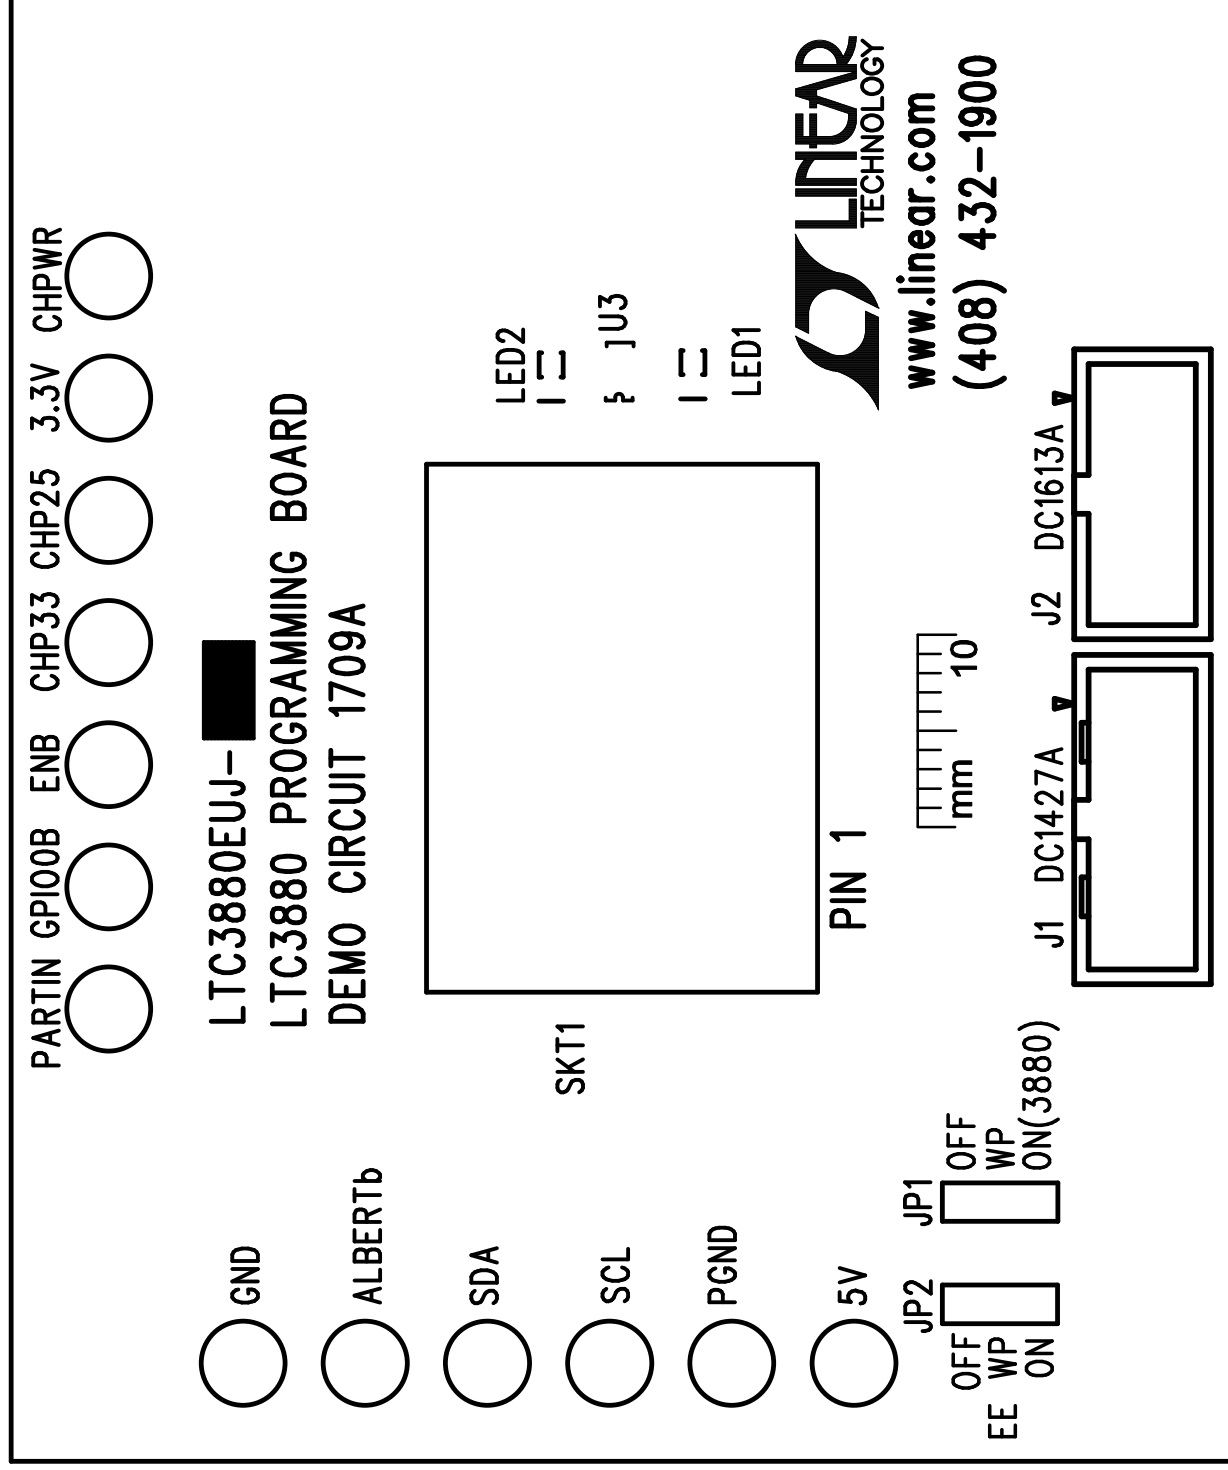 PARTIN
GPIO0B
ENB
CHP33
CHP25
3.3V
CHPWR
LTC3880EUJ-
LTC3880 PROGRAMMING BOARD
DEMO CIRCUIT 1709A
GND
ALBERTb
SDA
SCL
PGND
5V
SKT1
LED2
U3
LED1
PIN 1
LINEAR
TECHNOLOGY
www.linear.com
(408) 432-1900
mm 10
JP2
OFF
EE WP
ON
JP1
OFF
WP
ON(3880)
J1 DC1427A
J2 DC1613A